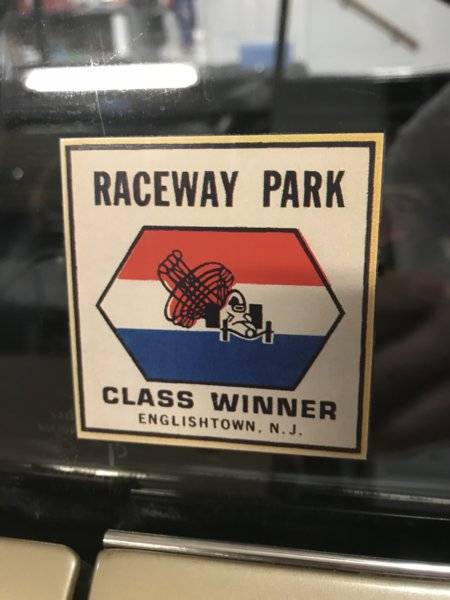 RACEWAY PARK
CLASS WINNER
ENGLISHTOWN, N.J.